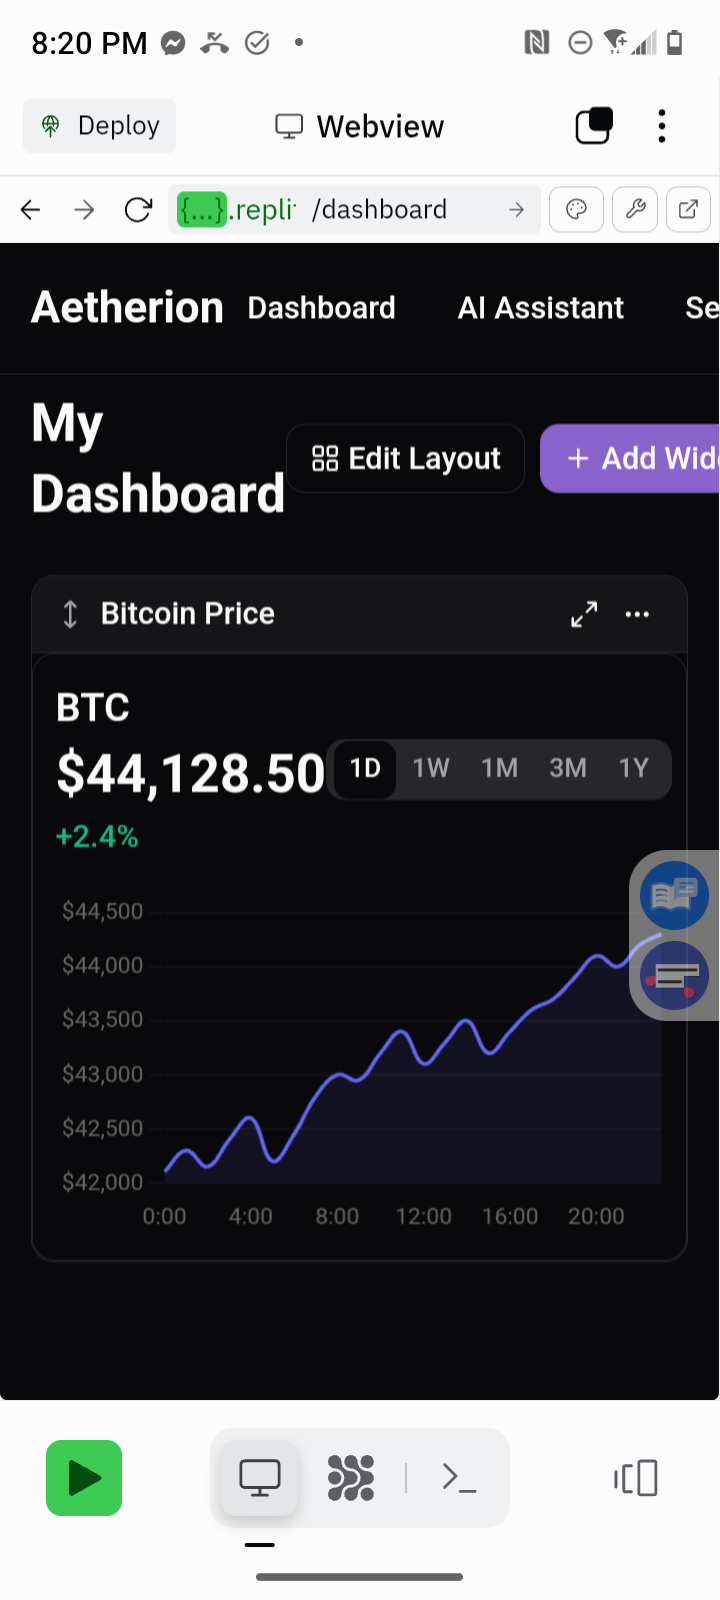 8:20 PM
Deploy
Webview
{...}.repli /dashboard
Aetherion Dashboard AI Assistant Se
My
Dashboard
Edit Layout
+ Add Wid
Bitcoin Price
BTC
$44,128.50
1D 1W 1M 3M 1Y
+2.4%
$44,500
$44,000
$43,500
$43,000
$42,500
$42,000
0:00 4:00 8:00 12:00 16:00 20:00